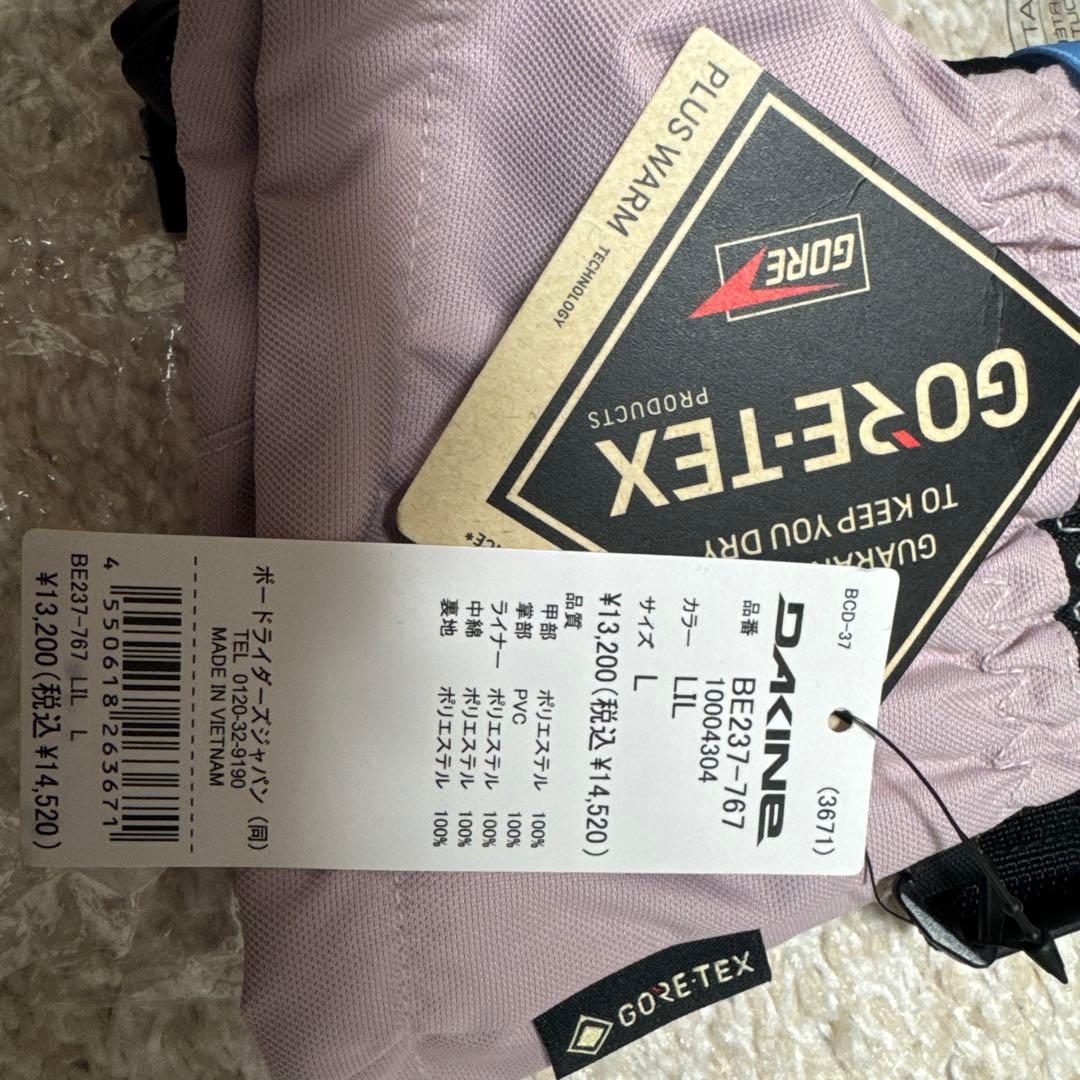 BCD-37
(3671)
DAKINE
品番 BE237-767
10004304
カラー LIL
サイズ L
¥13,200(税込 ¥14,520)
品質
甲部 ポリエステル 100%
掌部 PVC 100%
ライナー ポリエステル 100%
中綿 ポリエステル 100%
裏地 ポリエステル 100%
ボードライダーズジャパン (同)
TEL 0120-32-9190
MADE IN VIETNAM
4 550618 263671
BE237-767 LIL L
¥13,200(税込 ¥14,520)
TO KEEP YOU DRY
GORE-TEX
PRODUCTS
GORE
PLUS WARM TECHNOLOGY
GORE-TEX